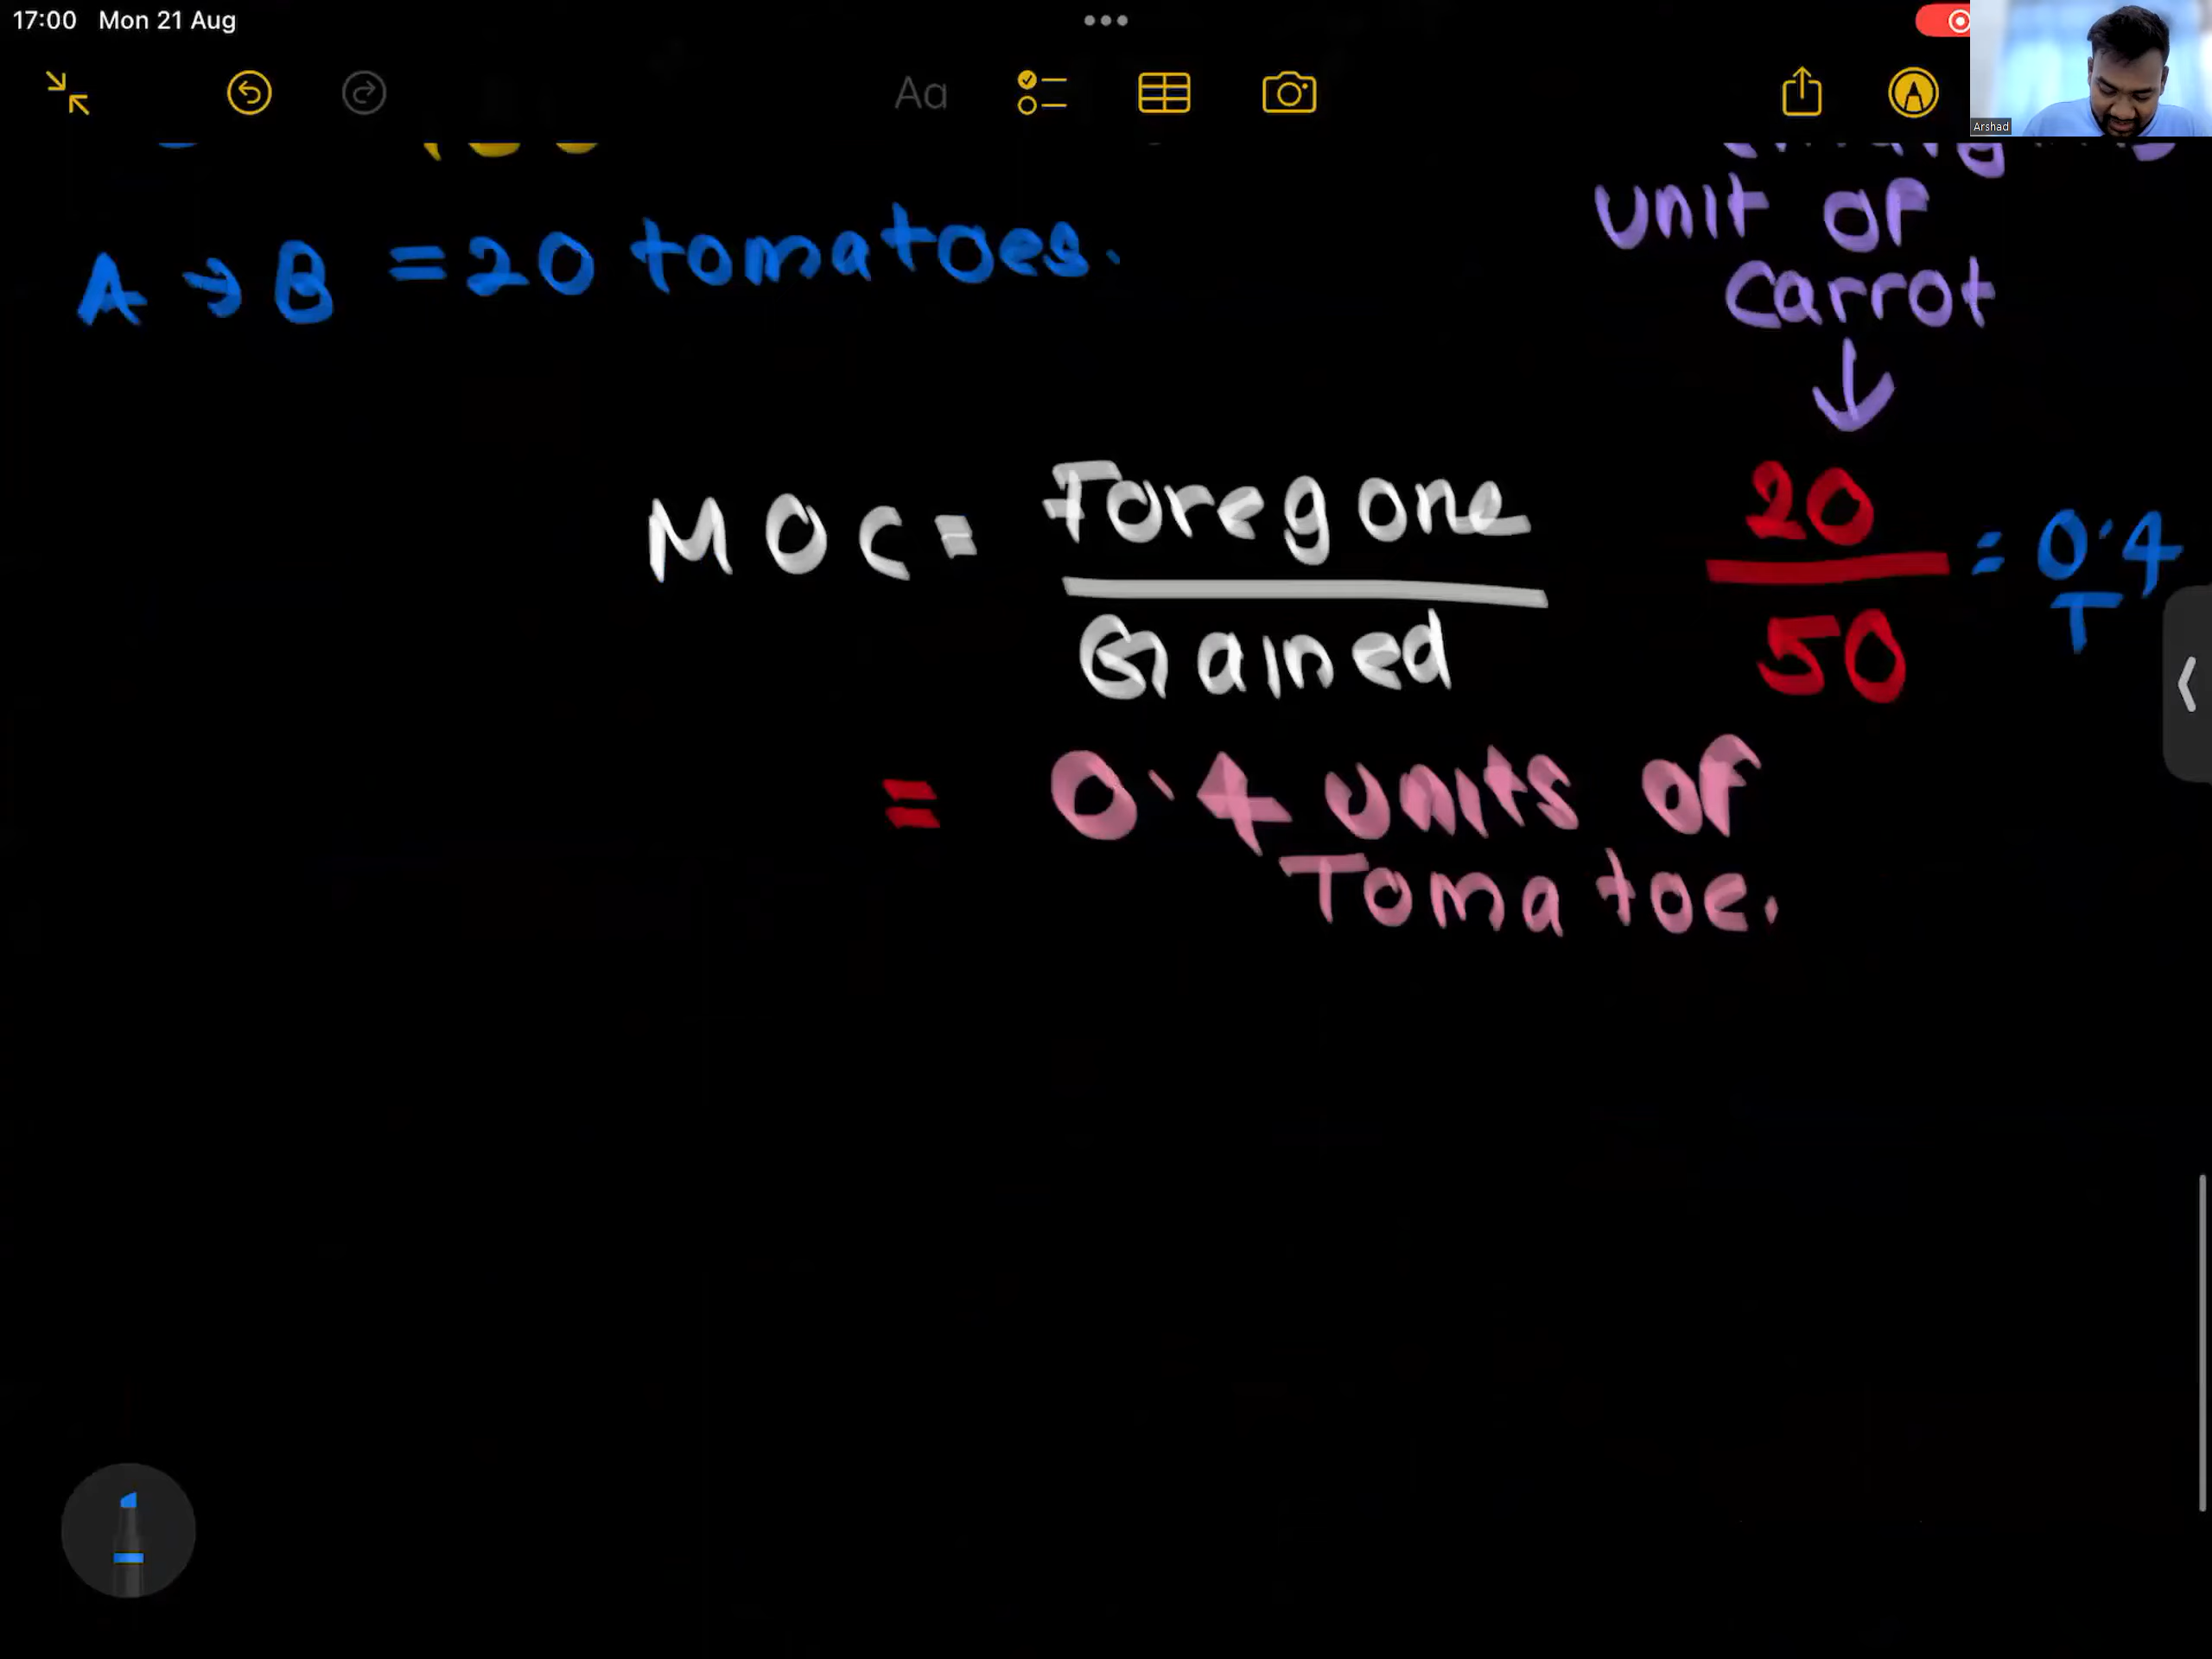 17:00 Mon 21 Aug
Aa
Arshad
unit of
carrot
A → B = 20 tomatoes.
MOC = Foregone
Gained
20
50
= 0.4
T
= 0.4 units of
Tomatoe.